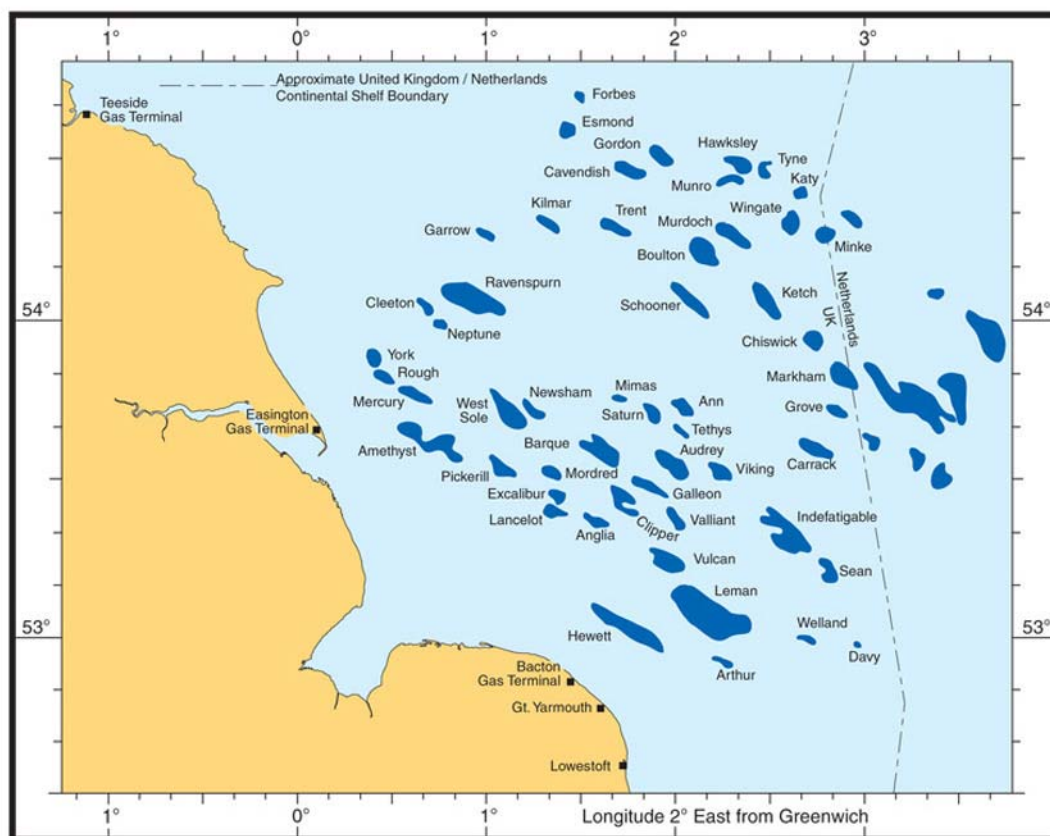 1°
0°
1°
2°
3°
Approximate United Kingdom / Netherlands
Continental Shelf Boundary
Teeside
Gas Terminal
Forbes
Esmond
Gordon
Hawksley
Cavendish
Tyne
Munro
Katy
Kilmar
Trent
Murdoch
Wingate
Garrow
Boulton
Minke
Ravenspurn
Cleeton
Schooner
Ketch
Netherlands
UK
54°
54°
Neptune
Chiswick
York
Rough
Markham
Mercury
West
Sole
Newsham
Mimas
Saturn
Ann
Grove
Easington
Gas Terminal
Tethys
Amethyst
Barque
Audrey
Pickerill
Mordred
Viking
Carrack
Excalibur
Galleon
Lancelot
Anglia
Clipper
Valliant
Indefatigable
Vulcan
Sean
Leman
53°
53°
Hewett
Welland
Davy
Arthur
Bacton
Gas Terminal
Gt. Yarmouth
Lowestoft
Longitude 2° East from Greenwich
1°
0°
1°
2°
3°